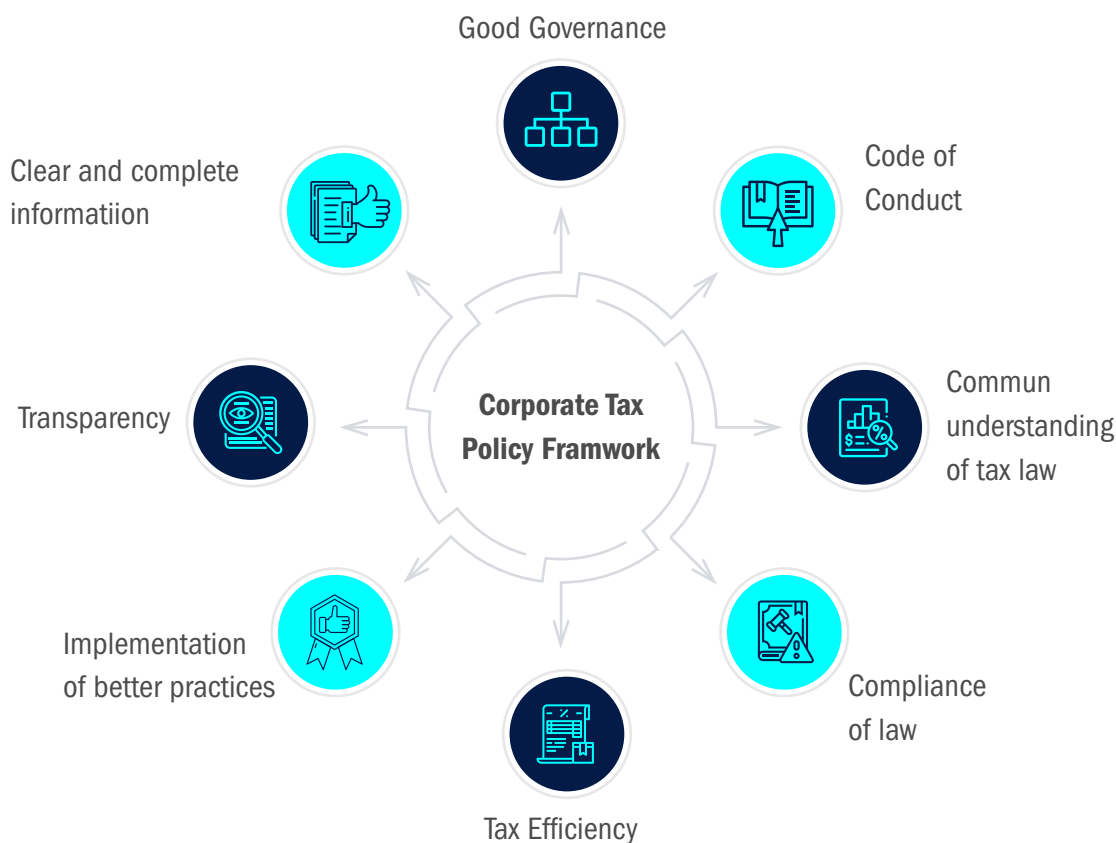 Good Governance
Clear and complete
informatiion
Code of
Conduct
Transparency
Corporate Tax
Policy Framwork
Commun
understanding
of tax law
Implementation
of better practices
Compliance
of law
Tax Efficiency